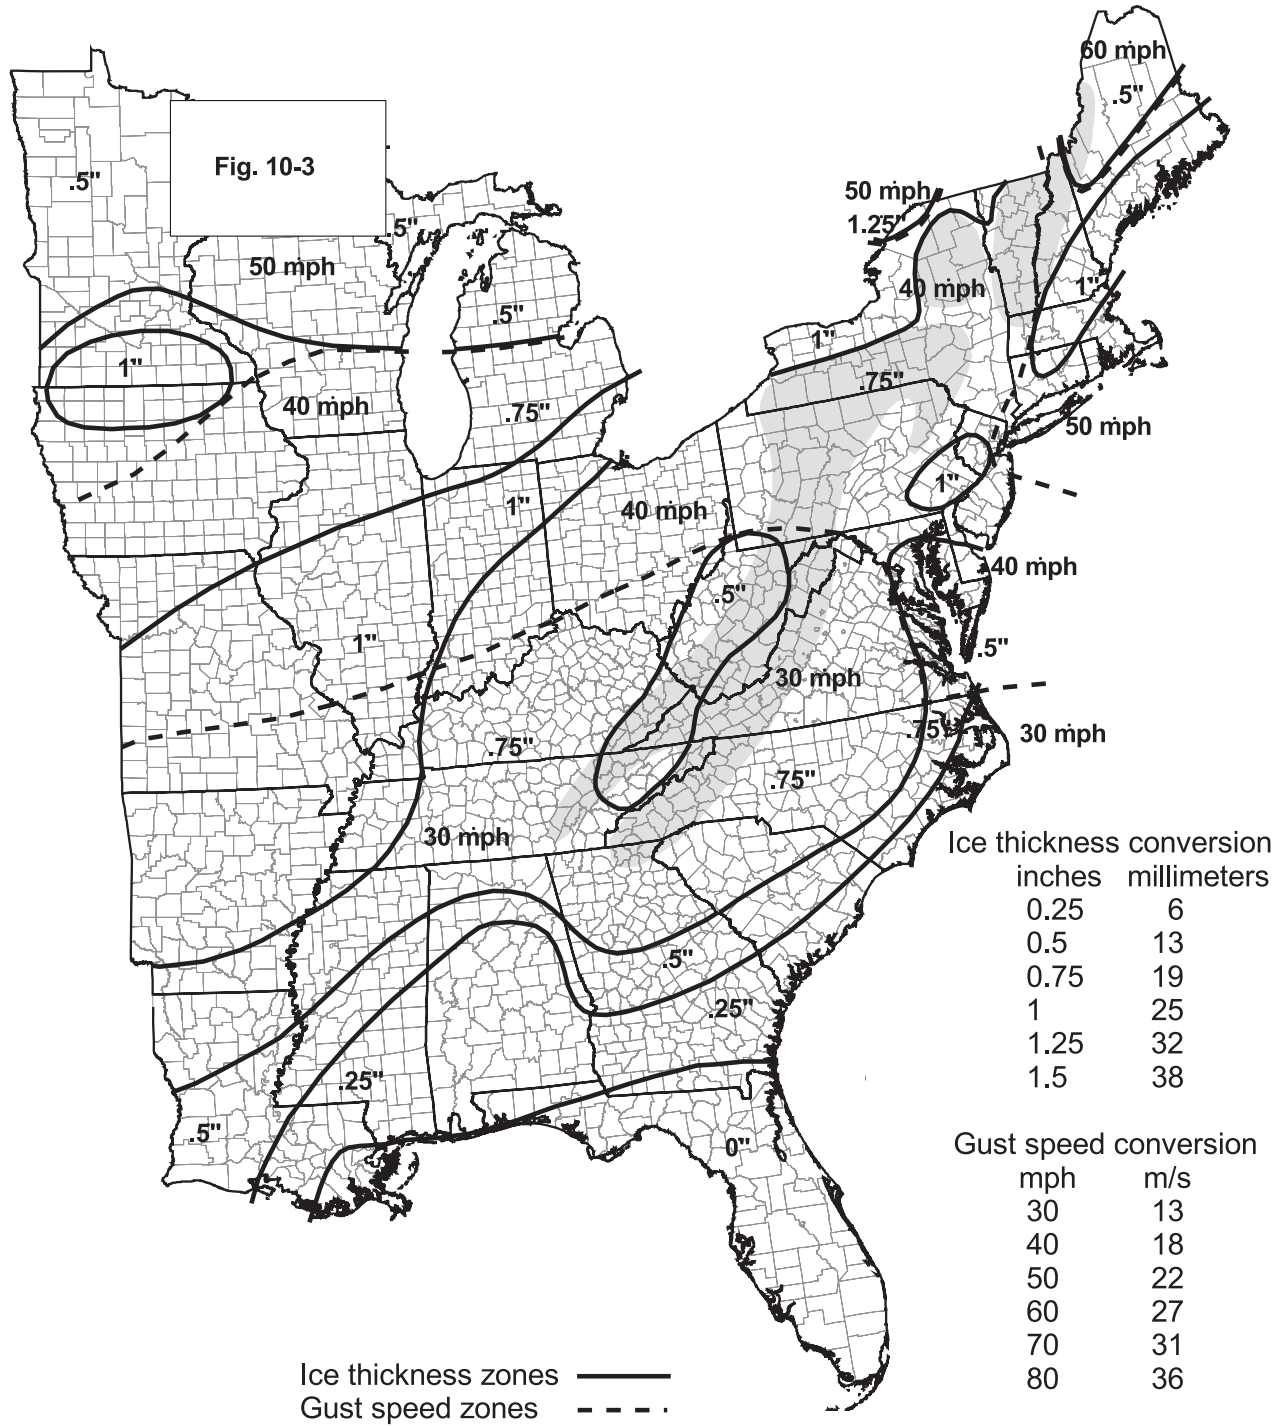 60 mph
.5"
Fig. 10-3
.5"
50 mph
1.25"
.5"
50 mph
40 mph
1"
.5"
1"
1"
.75"
40 mph
.75"
50 mph
1"
1"
40 mph
40 mph
.5"
1"
.5"
30 mph
.75"
30 mph
.75"
.75"
30 mph
Ice thickness conversion
inches millimeters
0.25 6
0.5 13
0.75 19
1 25
1.25 32
1.5 38
.5"
.25"
.25"
.5"
0"
Gust speed conversion
mph m/s
30 13
40 18
50 22
60 27
70 31
80 36
Ice thickness zones
Gust speed zones